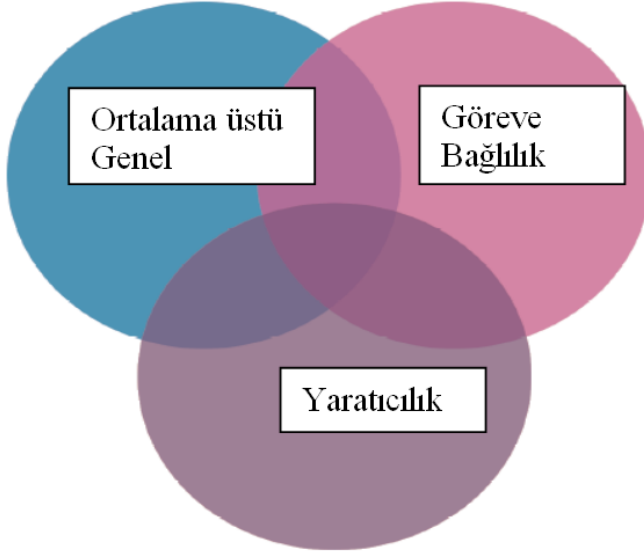 Ortalama üstü
Genel
Göreve
Bağlılık
Yaratıcılık